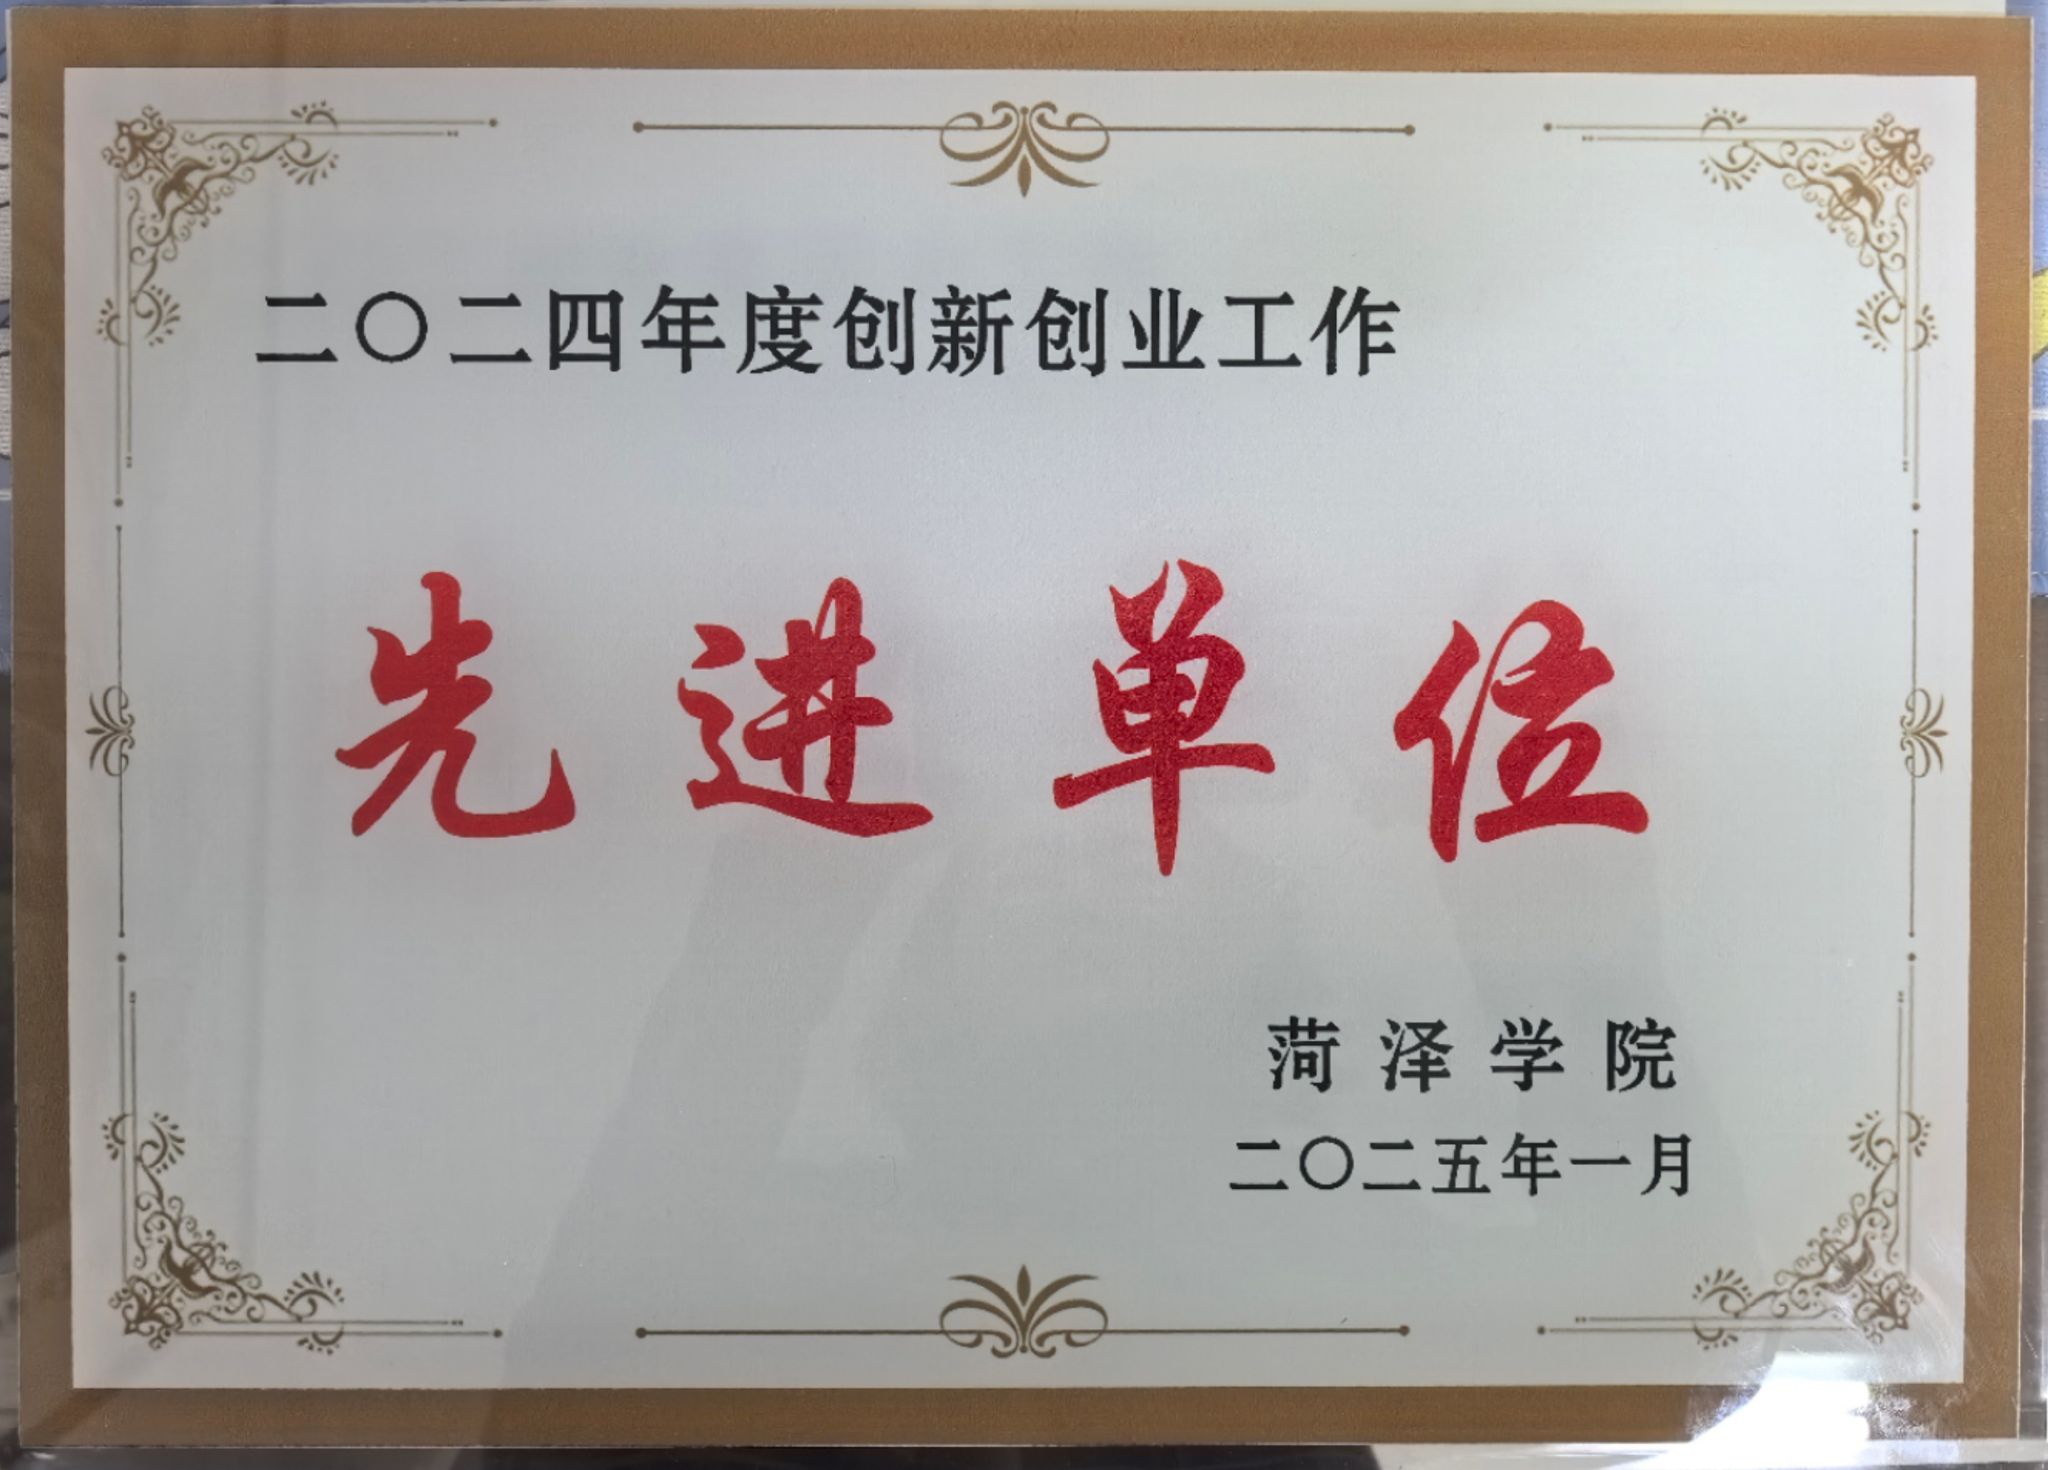 二〇二四年度创新创业工作
先进单位
菏泽学院
二〇二五年一月